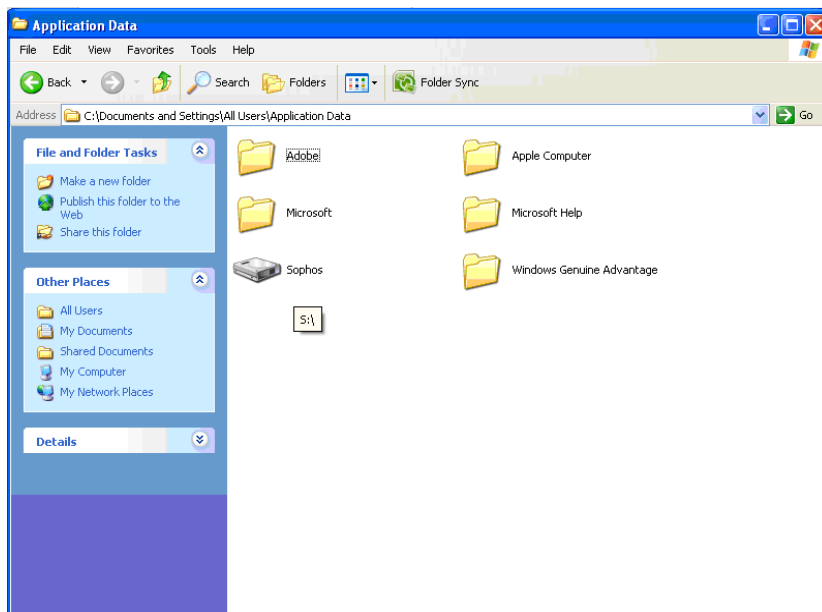 Application Data
File Edit View Favorites Tools Help
Back Search Folders Folder Sync
Address C:\Documents and Settings\All Users\Application Data Go
File and Folder Tasks
Make a new folder
Publish this folder to the
Web
Share this folder
Other Places
All Users
My Documents
Shared Documents
My Computer
My Network Places
Details
Adobe Apple Computer
Microsoft Microsoft Help
Sophos Windows Genuine Advantage
S:\